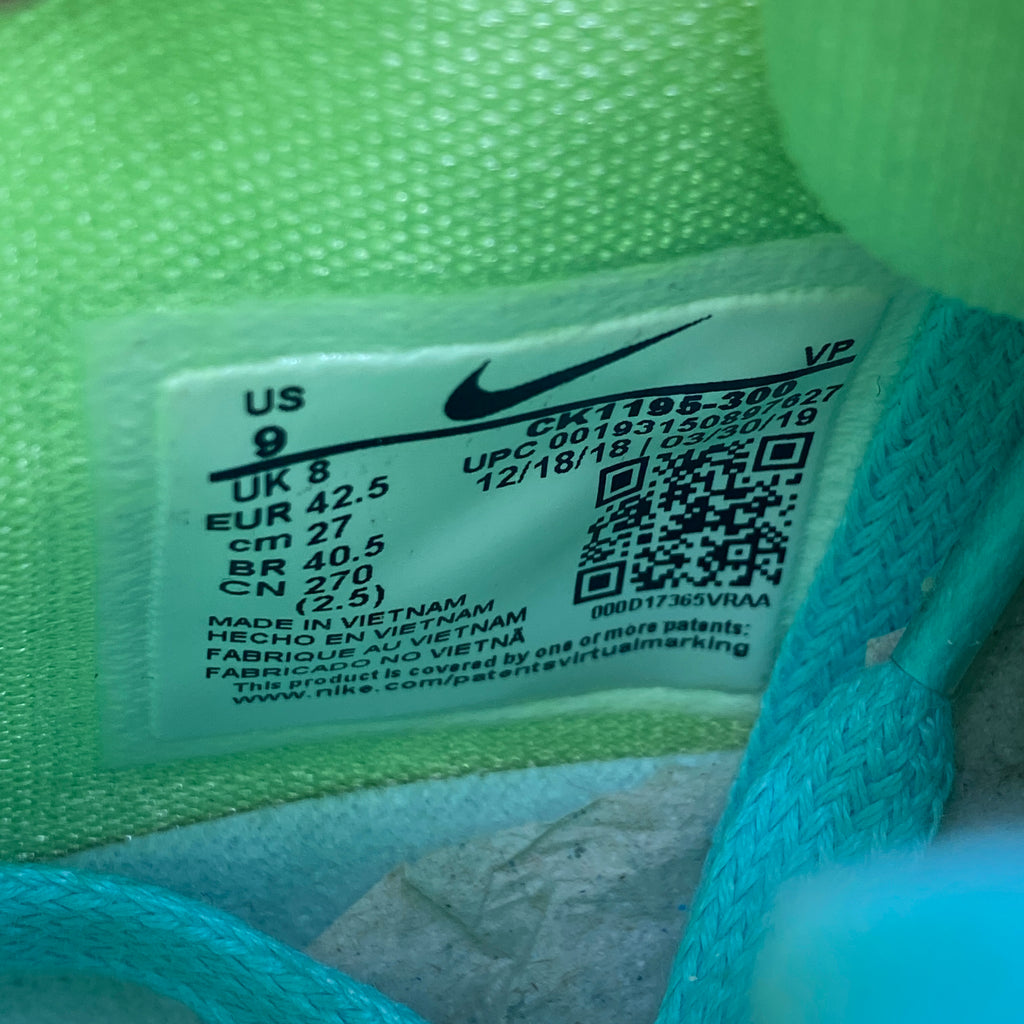 US
9
VP
CK1195-300
UPC 00193150897627
12/18/18 / 03/30/19
UK 8
EUR 42.5
cm 27
BR 40.5
CN 270
(2.5)
000D17365VRAA
MADE IN VIETNAM
HECHO EN VIETNAM
FABRIQUE AU VIETNAM
FABRICADO NO VIETNÃ
This product is covered by one or more patents:
www.nike.com/patentsvirtualmarking